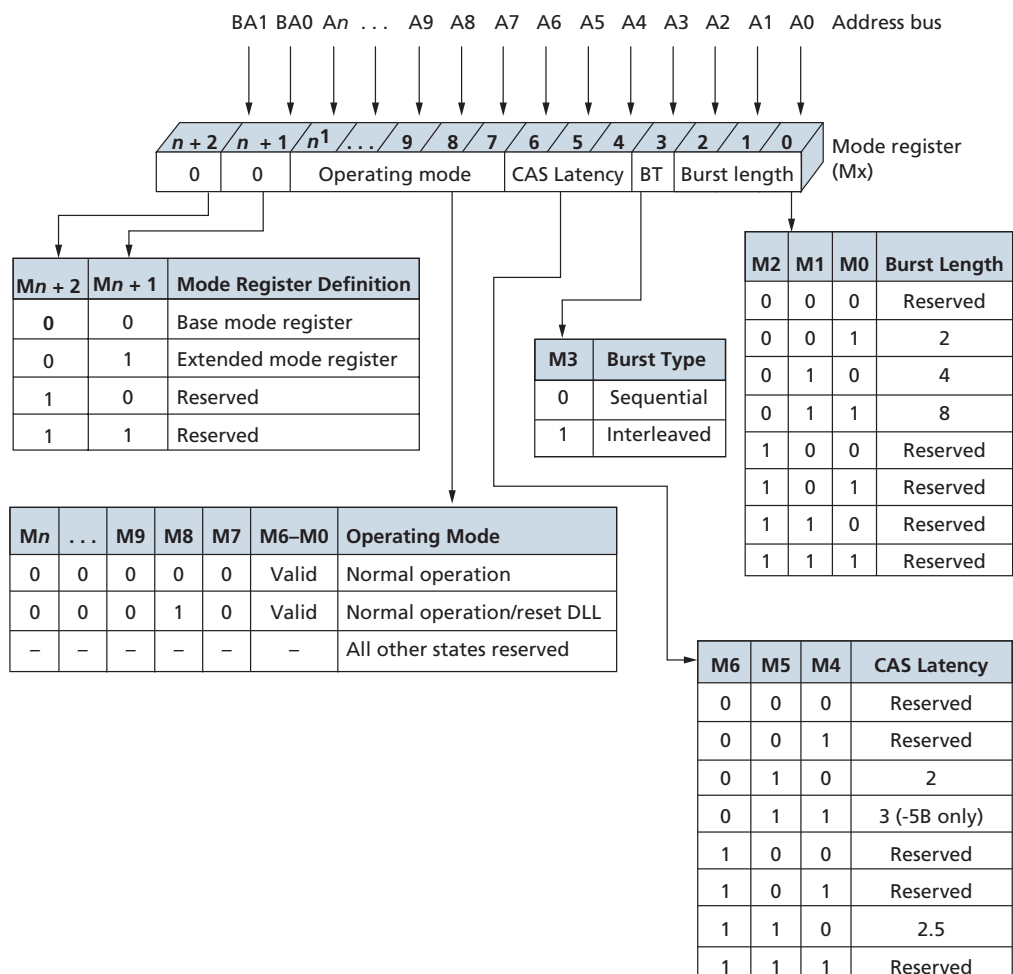 BA1 BA0 An . . . A9 A8 A7 A6 A5 A4 A3 A2 A1 A0 Address bus
n + 2 n + 1 n1 . . . 9 8 7 6 5 4 3 2 1 0
Mode register
(Mx)
0 0 Operating mode CAS Latency BT Burst length
Mn + 2 Mn + 1 Mode Register Definition
0 0 Base mode register
0 1 Extended mode register
1 0 Reserved
1 1 Reserved
M3 Burst Type
0 Sequential
1 Interleaved
M2 M1 M0 Burst Length
0 0 0 Reserved
0 0 1 2
0 1 0 4
0 1 1 8
1 0 0 Reserved
1 0 1 Reserved
1 1 0 Reserved
1 1 1 Reserved
Mn . . . M9 M8 M7 M6–M0 Operating Mode
0 0 0 0 0 Valid Normal operation
0 0 0 1 0 Valid Normal operation/reset DLL
– – – – – – All other states reserved
M6 M5 M4 CAS Latency
0 0 0 Reserved
0 0 1 Reserved
0 1 0 2
0 1 1 3 (-5B only)
1 0 0 Reserved
1 0 1 Reserved
1 1 0 2.5
1 1 1 Reserved